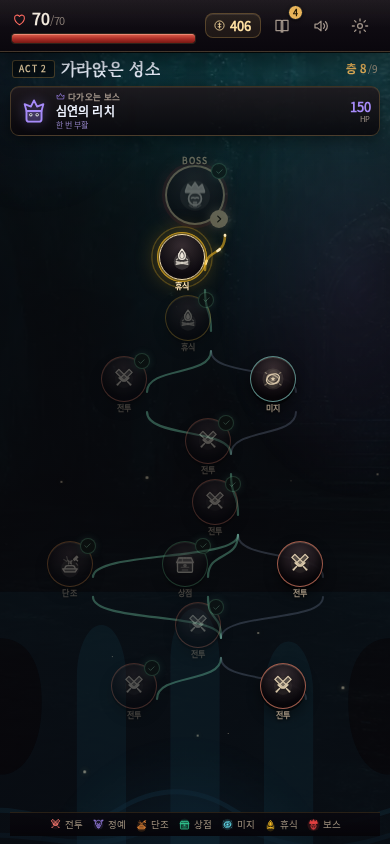 70/70
406
4
ACT 2 가라앉은 성소
층 8/9
다가오는 보스
심연의 리치
한 번 부활
150
HP
BOSS
휴식
휴식
전투
미지
전투
전투
단조
상점
전투
전투
전투
전투
전투 정예 단조 상점 미지 휴식 보스